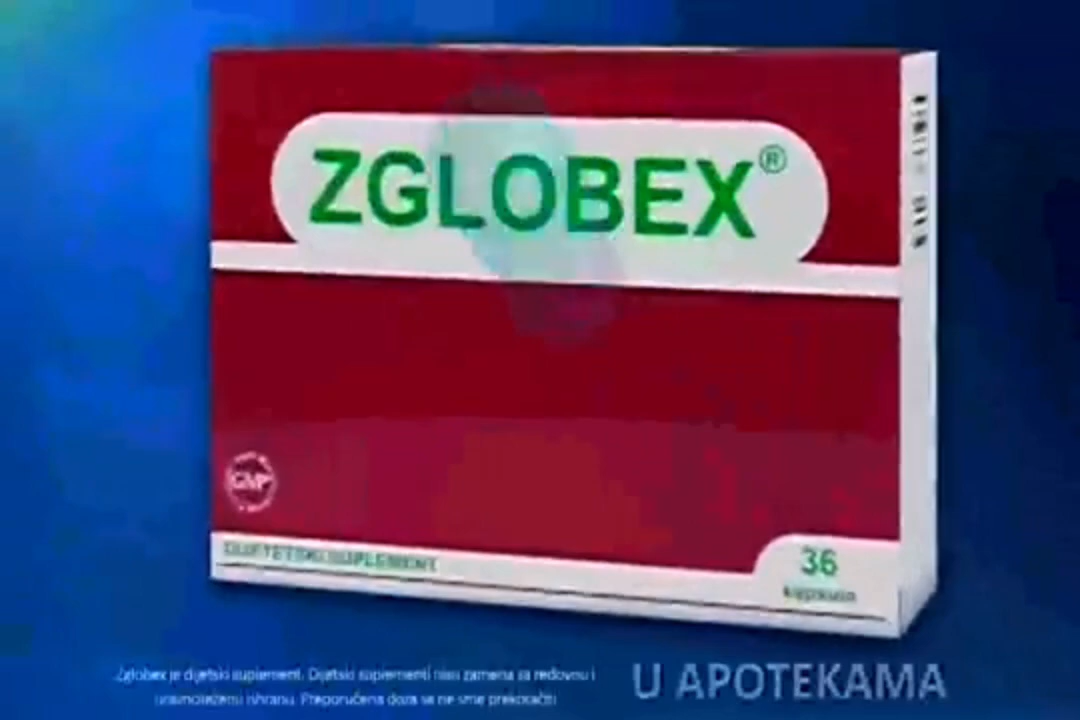 ZGLOBEX®
GMP
DIJETETSKI SUPLEMENT
36
kapsula
Zglobex je dijetski suplement. Dijetski suplementi nisu zamena za redovnu i
uravnoteženu ishranu. Preporučena doza se ne sme prekoračiti
U APOTEKAMA